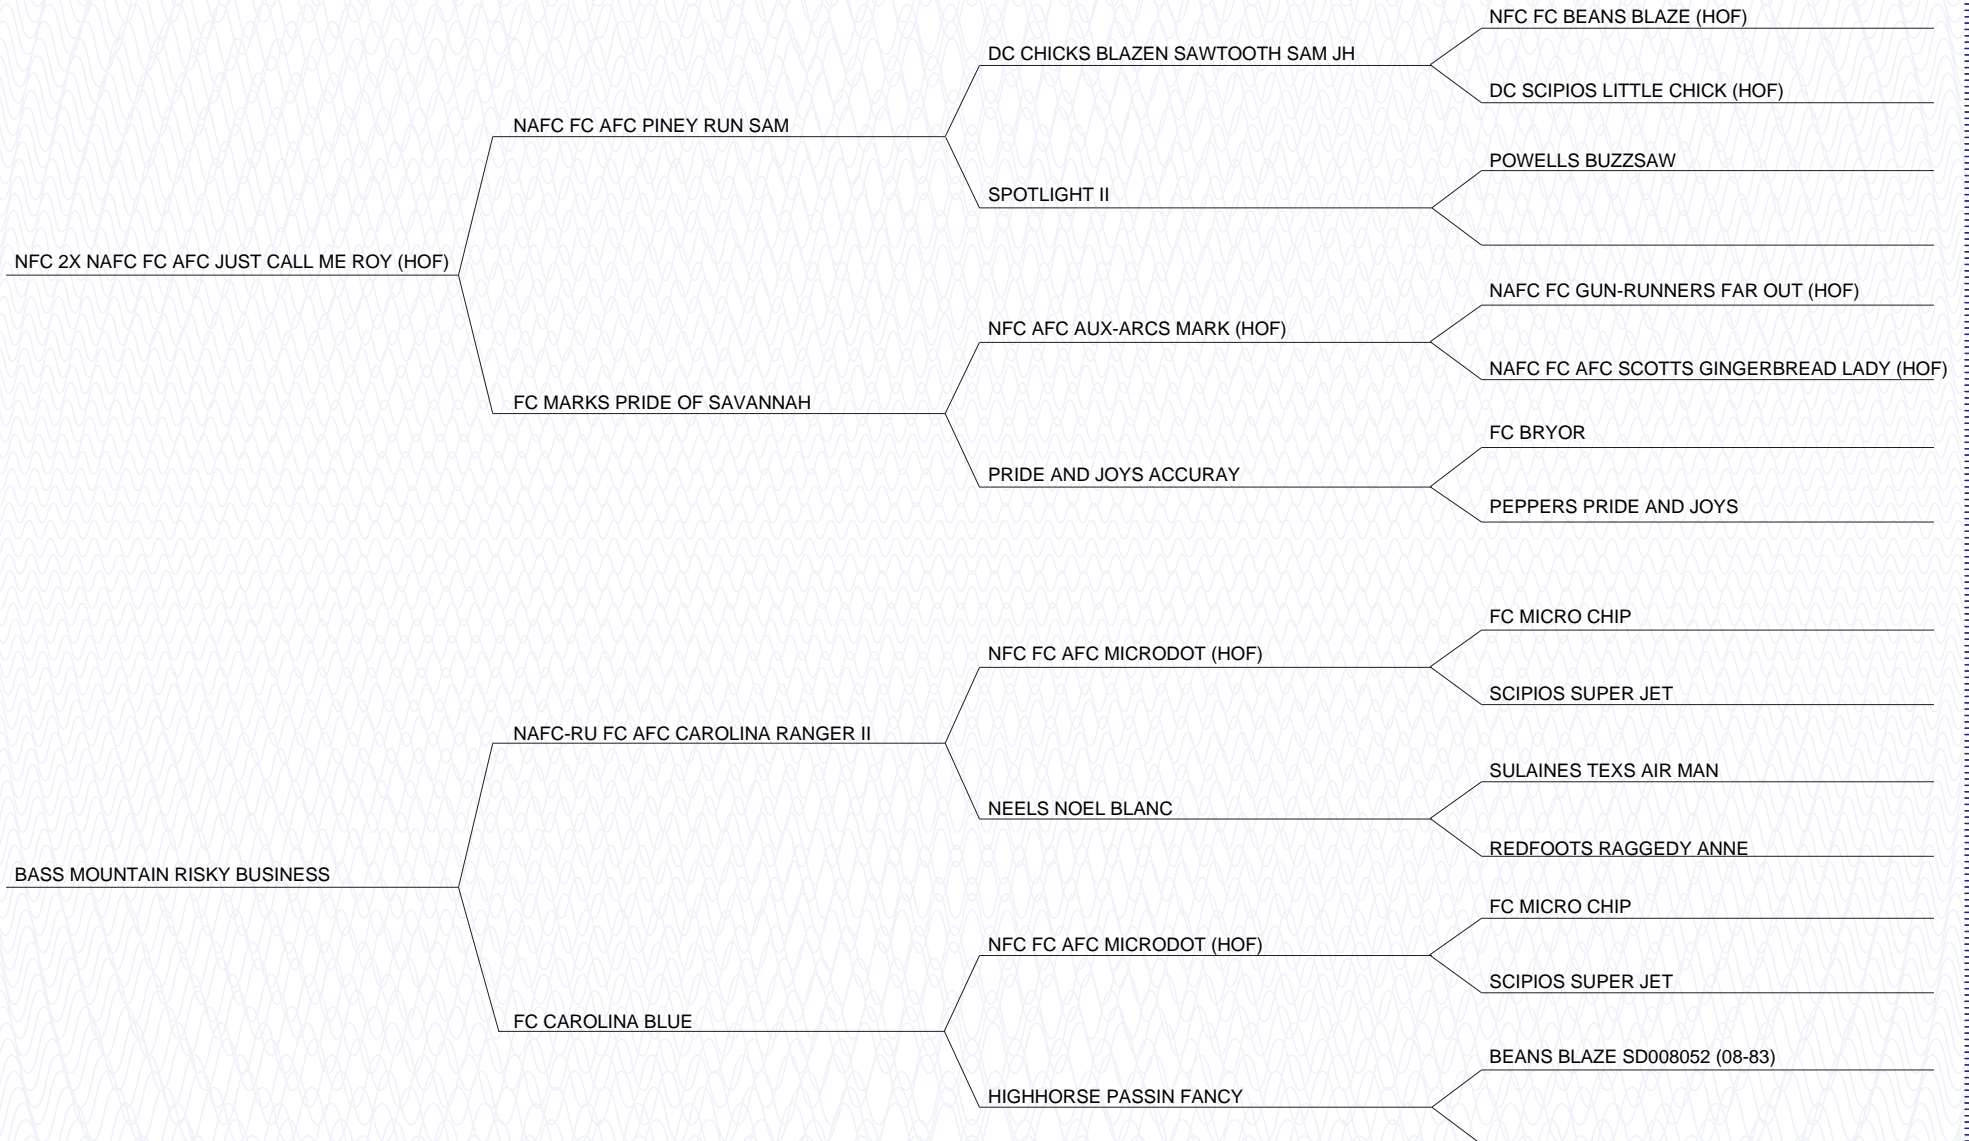 NFC FC BEANS BLAZE (HOF)
DC CHICKS BLAZEN SAWTOOTH SAM JH
DC SCIPIOS LITTLE CHICK (HOF)
NAFC FC AFC PINEY RUN SAM
POWELLS BUZZSAW
SPOTLIGHT II
NFC 2X NAFC FC AFC JUST CALL ME ROY (HOF)
NAFC FC GUN-RUNNERS FAR OUT (HOF)
NFC AFC AUX-ARCS MARK (HOF)
NAFC FC AFC SCOTTS GINGERBREAD LADY (HOF)
FC MARKS PRIDE OF SAVANNAH
FC BRYOR
PRIDE AND JOYS ACCURAY
PEPPERS PRIDE AND JOYS
FC MICRO CHIP
NFC FC AFC MICRODOT (HOF)
SCIPIOS SUPER JET
NAFC-RU FC AFC CAROLINA RANGER II
SULAINES TEXS AIR MAN
NEELS NOEL BLANC
REDFOOTS RAGGEDY ANNE
BASS MOUNTAIN RISKY BUSINESS
FC MICRO CHIP
NFC FC AFC MICRODOT (HOF)
SCIPIOS SUPER JET
FC CAROLINA BLUE
BEANS BLAZE SD008052 (08-83)
HIGHHORSE PASSIN FANCY